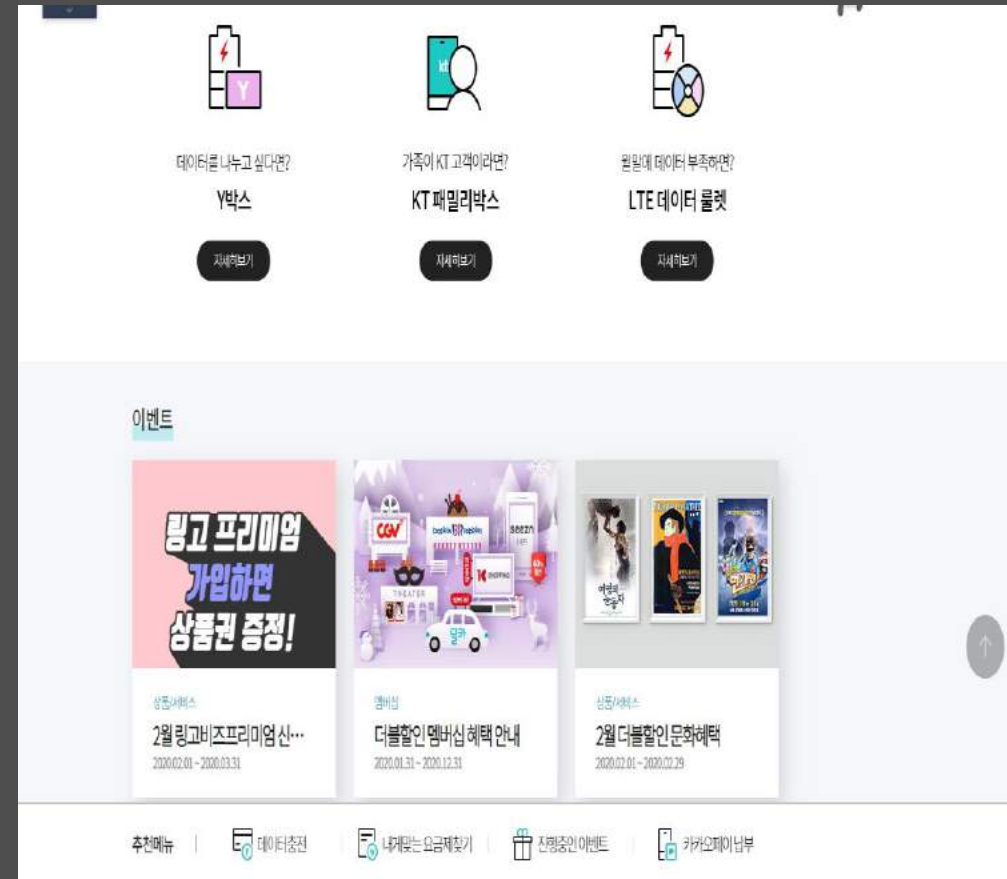 Y
kt
데이터를 나누고 싶다면?
가족이 KT 고객이라면?
월말에 데이터 부족하면?
Y박스
KT 패밀리박스
LTE 데이터 룰렛
자세히보기
자세히보기
자세히보기
이벤트
링고 프리미엄
가입하면
상품권 증정!
CGV
baskin BR robbins
seezn
K SHOPPING
THEATER
상품/서비스
멤버십
상품/서비스
2월 링고비즈프리미엄 신···
더블할인 멤버십 혜택 안내
2월 더블할인 문화혜택
2020.02.01 ~ 2020.03.31
2020.01.31 ~ 2020.12.31
2020.02.01 ~ 2020.02.29
추천메뉴
데이터충전
내게맞는 요금제찾기
진행중인 이벤트
카카오페이 납부